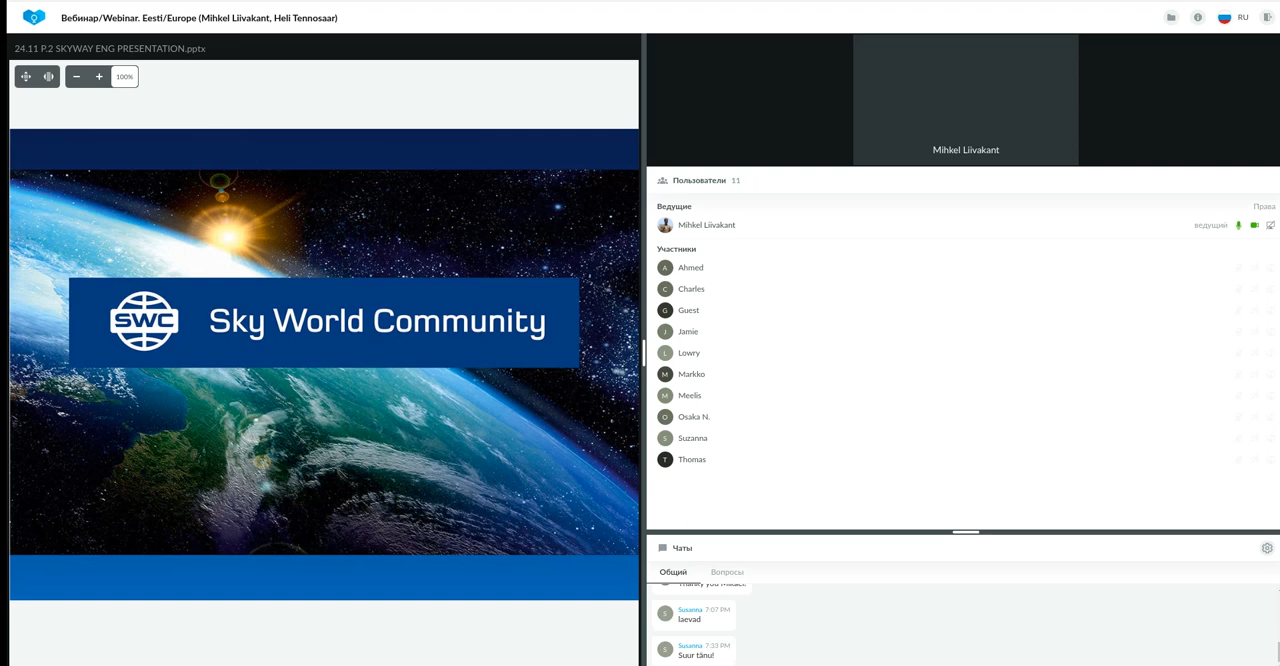 Вебинар/Webinar. Eesti/Europe (Mihkel Liivakant, Heli Tennosaar)
RU
24.11 P.2 SKYWAY ENG PRESENTATION.pptx
100%
SWC Sky World Community
Mihkel Liivakant
Пользователи 11
Ведущие Права
Mihkel Liivakant ведущий
Участники
A Ahmed
C Charles
G Guest
J Jamie
L Lowry
M Markko
M Meelis
O Osaka N.
S Suzanna
T Thomas
Чаты
Общий Вопросы
S Susanna 7:07 PM
laevad
S Susanna 7:33 PM
Suur tänu!